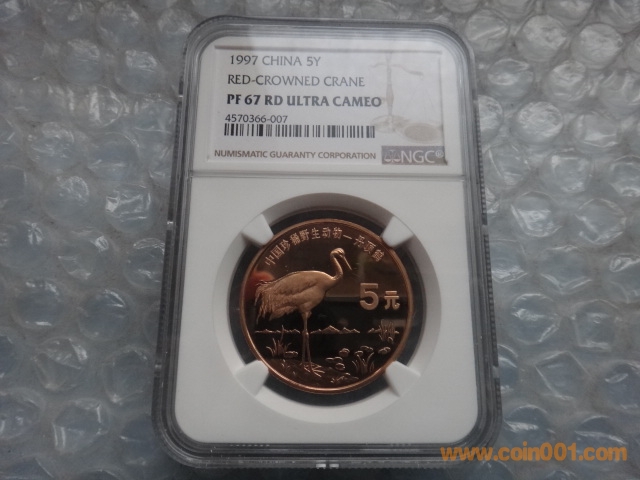 1997 CHINA 5Y
RED-CROWNED CRANE
PF 67 RD ULTRA CAMEO
4570366-007
NUMISMATIC GUARANTY CORPORATION
NGC
中国珍稀野生动物—丹顶鹤
5元
www.coin001.com